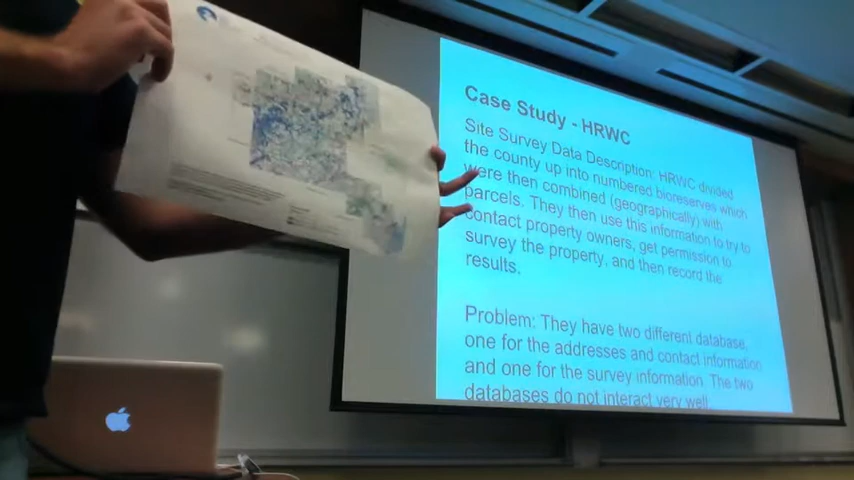 Case Study - HRWC
Site Survey Data Description: HRWC divided
the county up into numbered bioreserves which
were then combined (geographically) with
parcels. They then use this information to try to
contact property owners, get permission to
survey the property, and then record the
results.
Problem: They have two different database,
one for the addresses and contact information
and one for the survey information. The two
databases do not interact very well.